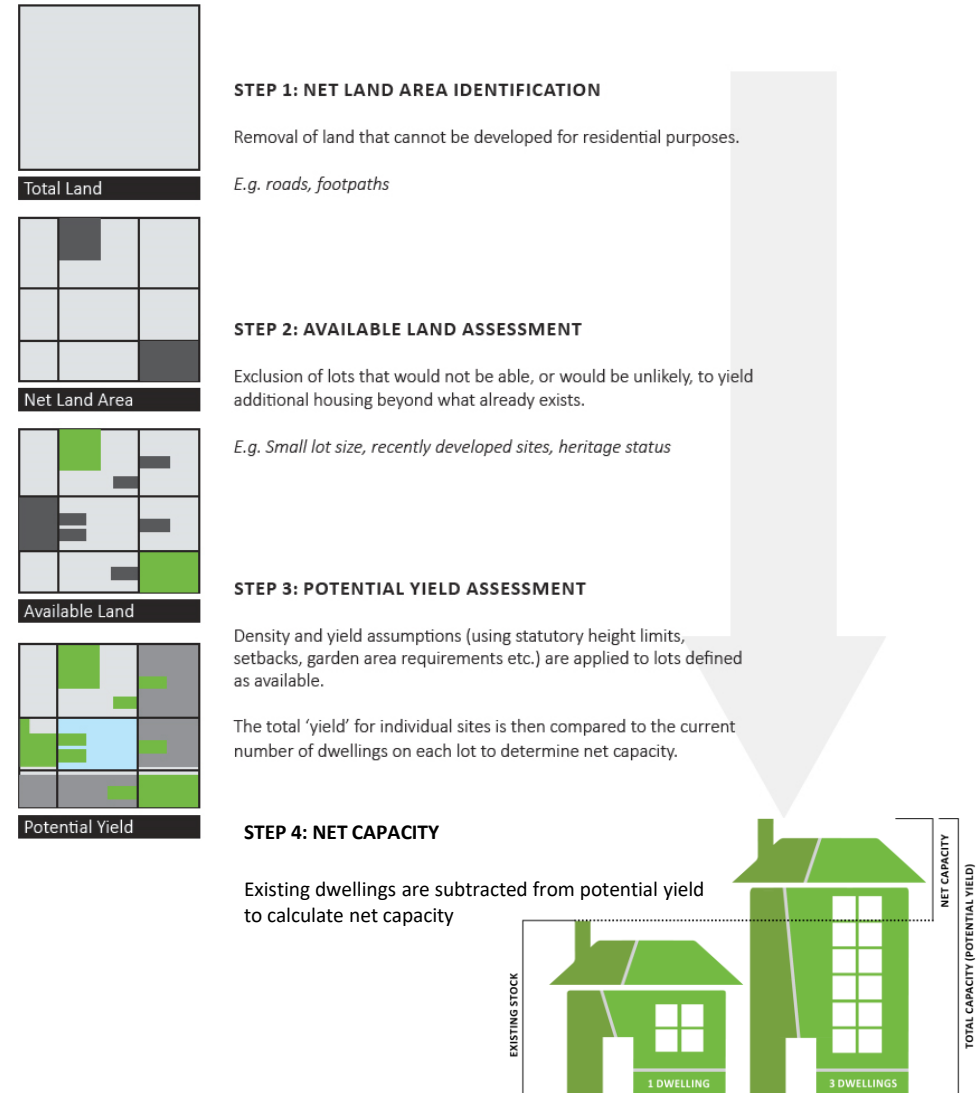 STEP 1: NET LAND AREA IDENTIFICATION
Removal of land that cannot be developed for residential purposes.
E.g. roads, footpaths
Total Land
STEP 2: AVAILABLE LAND ASSESSMENT
Exclusion of lots that would not be able, or would be unlikely, to yield
additional housing beyond what already exists.
E.g. Small lot size, recently developed sites, heritage status
Net Land Area
Available Land
STEP 3: POTENTIAL YIELD ASSESSMENT
Density and yield assumptions (using statutory height limits,
setbacks, garden area requirements etc.) are applied to lots defined
as available.
The total ‘yield’ for individual sites is then compared to the current
number of dwellings on each lot to determine net capacity.
Potential Yield
STEP 4: NET CAPACITY
Existing dwellings are subtracted from potential yield
to calculate net capacity
EXISTING STOCK
1 DWELLING
3 DWELLINGS
NET CAPACITY
TOTAL CAPACITY (POTENTIAL YIELD)